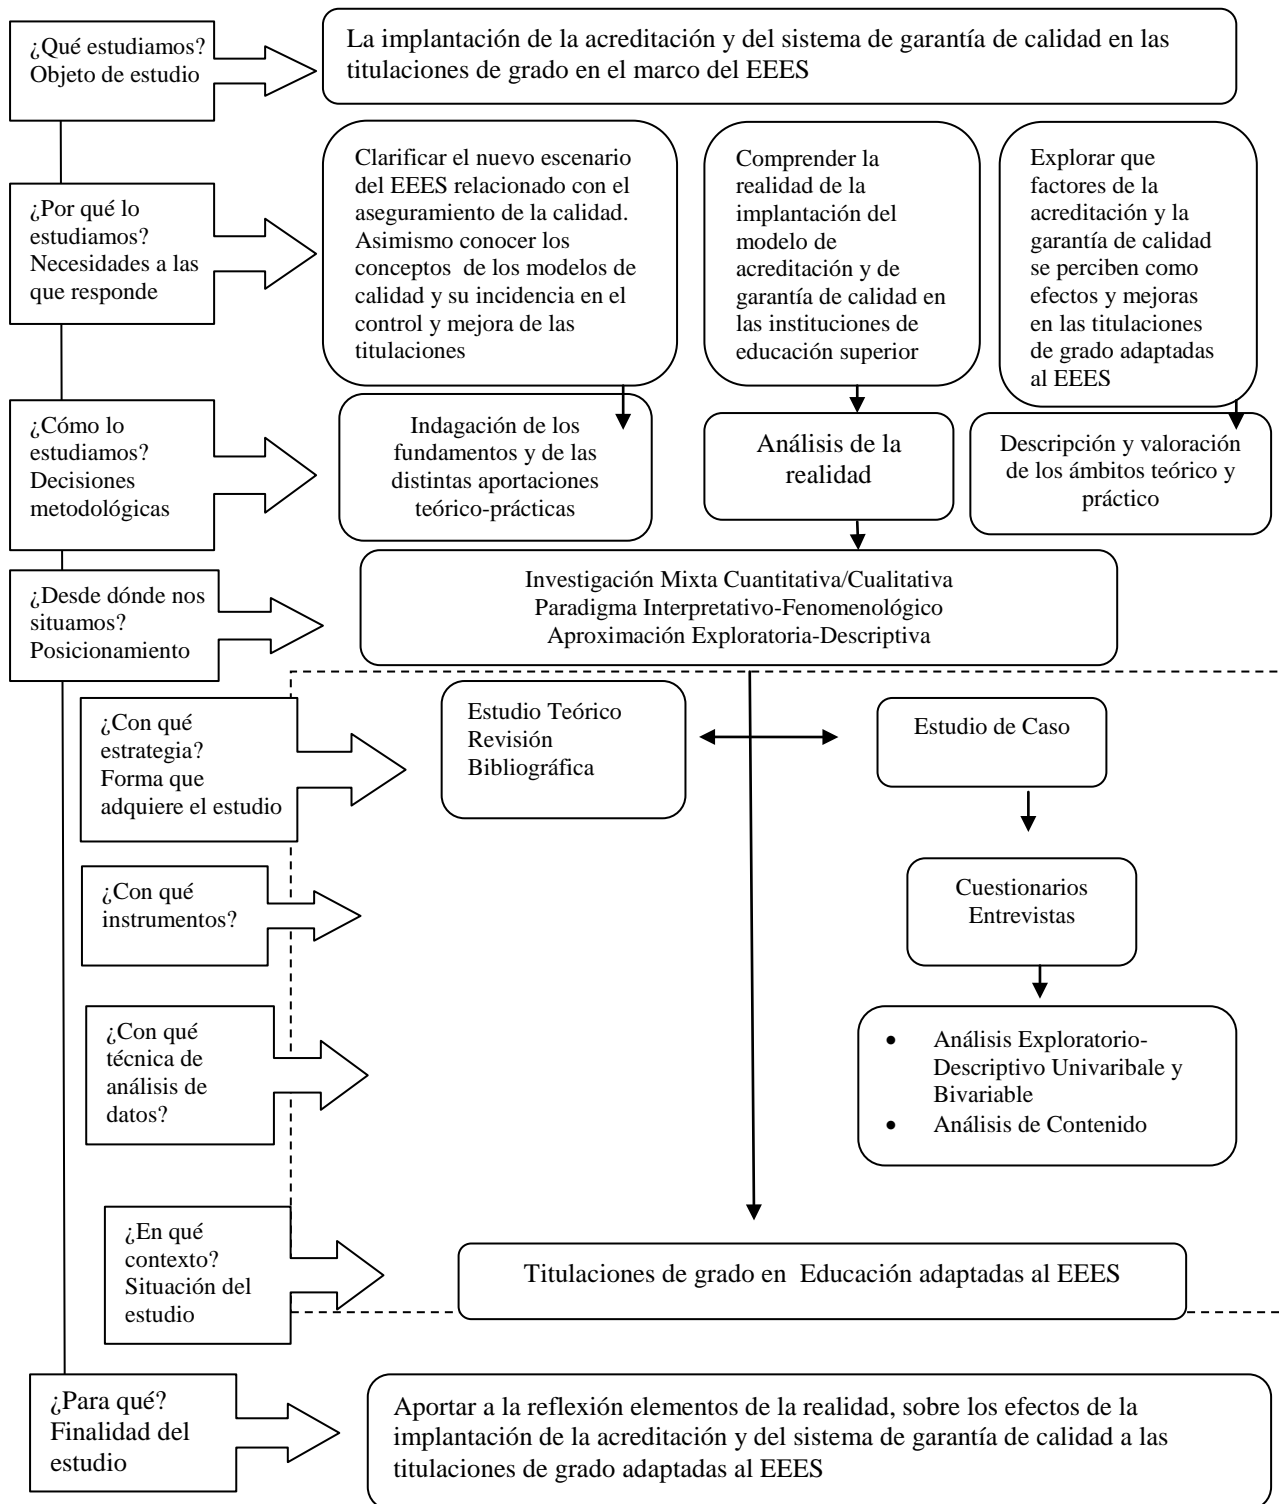 ¿Qué estudiamos?
Objeto de estudio
La implantación de la acreditación y del sistema de garantía de calidad en las
titulaciones de grado en el marco del EEES
¿Por qué lo
estudiamos?
Necesidades a las
que responde
Clarificar el nuevo escenario
del EEES relacionado con el
aseguramiento de la calidad.
Asimismo conocer los
conceptos de los modelos de
calidad y su incidencia en el
control y mejora de las
titulaciones
Comprender la
realidad de la
implantación del
modelo de
acreditación y de
garantía de calidad en
las instituciones de
educación superior
Explorar que
factores de la
acreditación y la
garantía de calidad
se perciben como
efectos y mejoras
en las titulaciones
de grado adaptadas
al EEES
¿Cómo lo
estudiamos?
Decisiones
metodológicas
Indagación de los
fundamentos y de las
distintas aportaciones
teórico-prácticas
Análisis de la
realidad
Descripción y valoración
de los ámbitos teórico y
práctico
¿Desde dónde nos
situamos?
Posicionamiento
Investigación Mixta Cuantitativa/Cualitativa
Paradigma Interpretativo-Fenomenológico
Aproximación Exploratoria-Descriptiva
¿Con qué
estrategia?
Forma que
adquiere el estudio
Estudio Teórico
Revisión
Bibliográfica
Estudio de Caso
¿Con qué
instrumentos?
Cuestionarios
Entrevistas
¿Con qué
técnica de
análisis de
datos?
• Análisis Exploratorio-
Descriptivo Univaribale y
Bivariable
• Análisis de Contenido
¿En qué
contexto?
Situación del
estudio
Titulaciones de grado en Educación adaptadas al EEES
¿Para qué?
Finalidad del
estudio
Aportar a la reflexión elementos de la realidad, sobre los efectos de la
implantación de la acreditación y del sistema de garantía de calidad a las
titulaciones de grado adaptadas al EEES